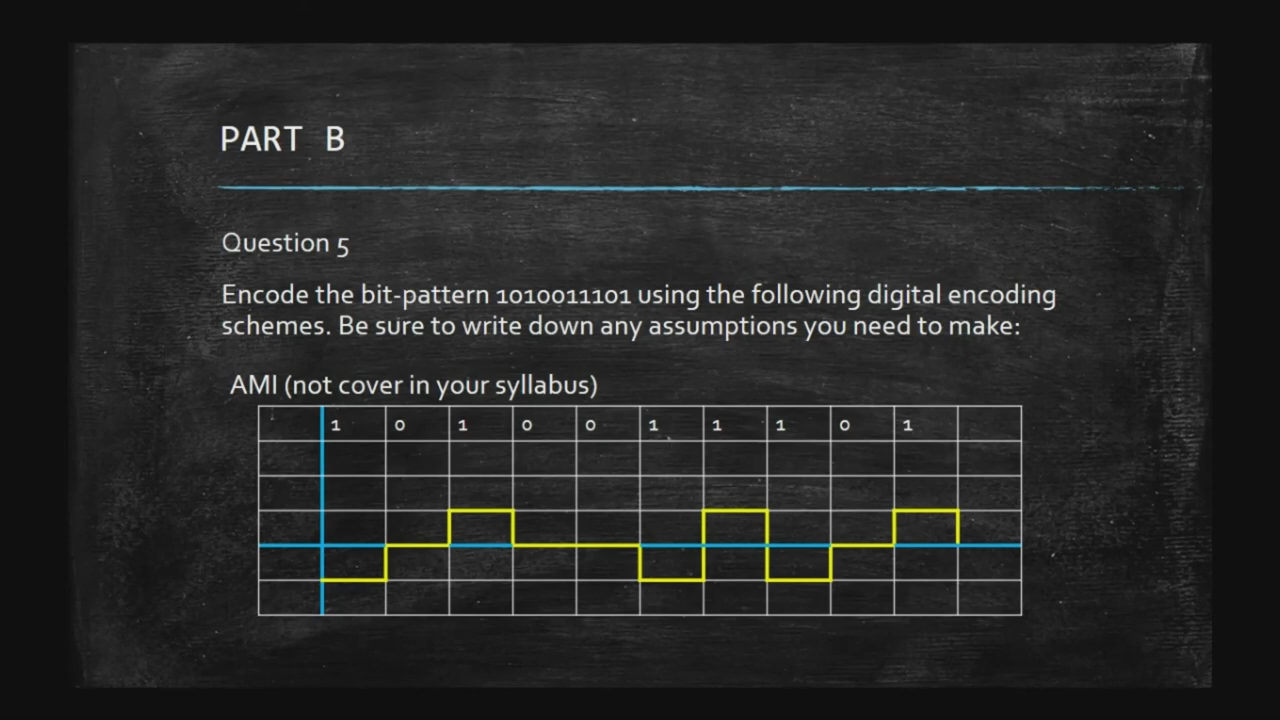 PART B
Question 5
Encode the bit-pattern 1010011101 using the following digital encoding
schemes. Be sure to write down any assumptions you need to make:
AMI (not cover in your syllabus)
1 0 1 0 0 1 1 1 0 1